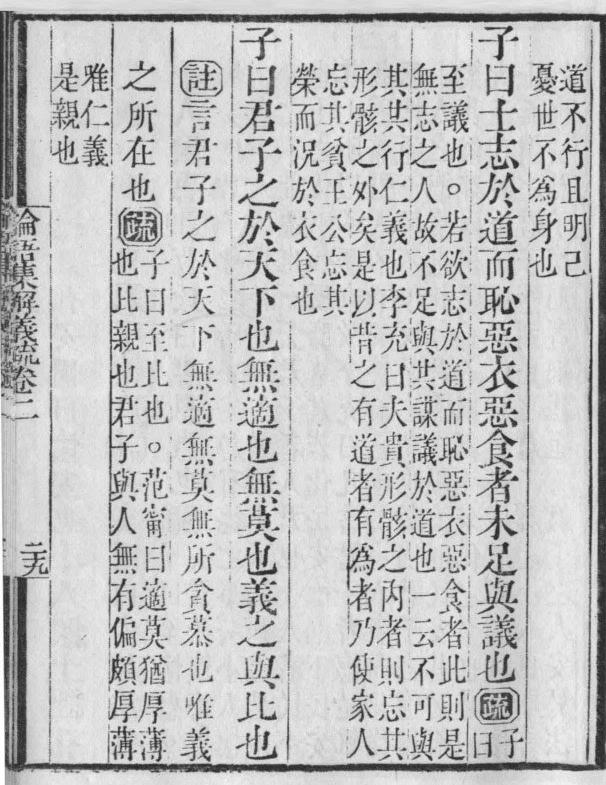 道不行且明己
憂世不為身也
子曰士志於道而恥惡衣惡食者未足與議也疏子曰
至議也。若欲志於道而恥惡衣惡食者此則是
無志之人故不足與共謀議於道也一云不可與
其共行仁義也李充曰夫貴形骸之內者則忘其
形骸之外矣是以昔之有道者有為者乃使家人
忘其貧王公忘其
榮而況於衣食也
子曰君子之於天下也無適也無莫也義之與比也
註言君子之於天下無適無莫無所貪慕也唯義
之所在也疏子曰至比也。范甯曰適莫猶厚薄
也比親也君子與人無有偏頗厚薄
唯仁義
是親也
論語集解義疏卷二
二十九